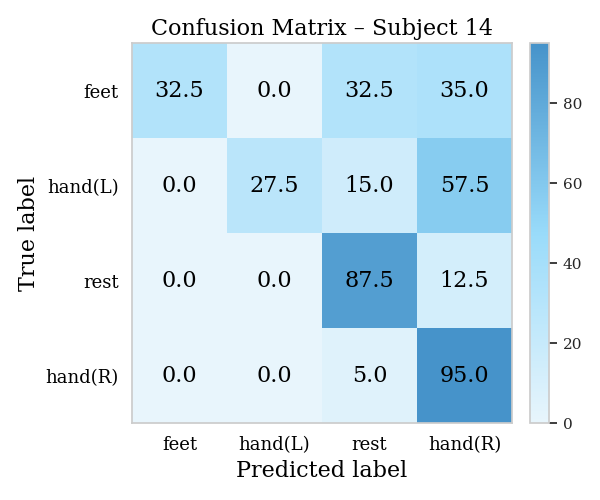 Confusion Matrix – Subject 14
feet 32.5 0.0 32.5 35.0
hand(L) 0.0 27.5 15.0 57.5
rest 0.0 0.0 87.5 12.5
hand(R) 0.0 0.0 5.0 95.0
feet hand(L) rest hand(R)
Predicted label
True label
80
60
40
20
0